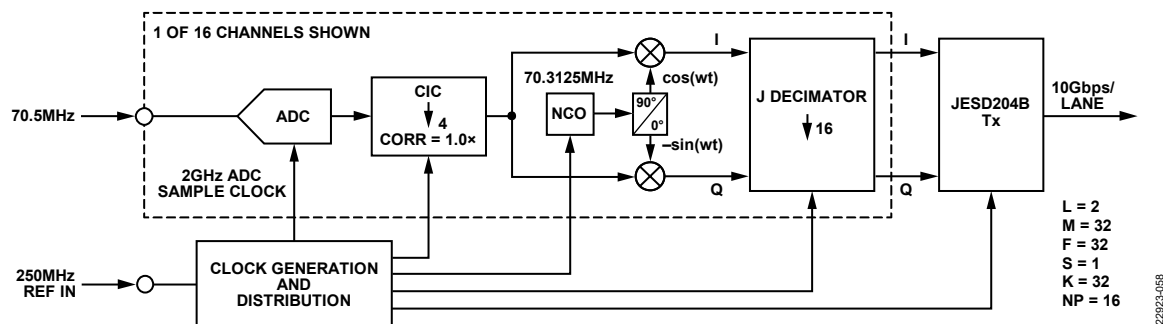 1 OF 16 CHANNELS SHOWN
70.5MHz
ADC
2GHz ADC
SAMPLE CLOCK
CIC
4
CORR = 1.0×
70.3125MHz
NCO
90°
0°
cos(wt)
–sin(wt)
I
Q
J DECIMATOR
16
I
Q
JESD204B
Tx
10Gbps/
LANE
250MHz
REF IN
CLOCK GENERATION
AND
DISTRIBUTION
L = 2
M = 32
F = 32
S = 1
K = 32
NP = 16
22923-058